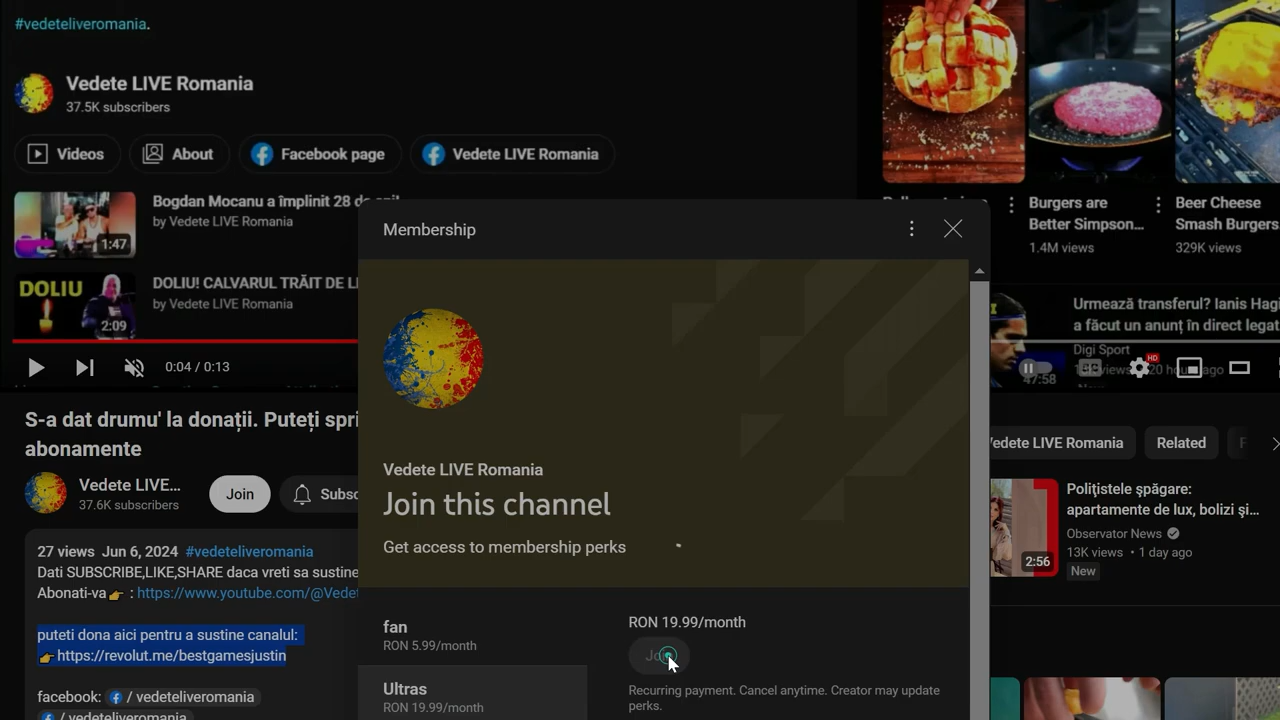 #vedeteliveromania.
Vedete LIVE Romania
37.5K subscribers
Videos
About
Facebook page
Vedete LIVE Romania
Bogdan Mocanu a împlinit 28 de
by Vedete LIVE Romania
1:47
DOLIU
DOLIU! CALVARUL TRĂIT DE
by Vedete LIVE Romania
2:09
0:04 / 0:13
S-a dat drumu' la donații. Puteți spri
abonamente
Vedete LIVE...
37.6K subscribers
Join
Subsc
27 views Jun 6, 2024 #vedeteliveromania
Dati SUBSCRIBE,LIKE,SHARE daca vreti sa sustine
Abonati-va👉 : https://www.youtube.com/@Vedet
puteti dona aici pentru a sustine canalul:
👉https://revolut.me/bestgamesjustin
facebook: / vedeteliveromania
/ vedeteliveromania
Membership
Vedete LIVE Romania
Join this channel
Get access to membership perks
fan
RON 5.99/month
Ultras
RON 19.99/month
RON 19.99/month
Recurring payment. Cancel anytime. Creator may update
perks.
Burgers are
Better Simpson...
1.4M views
Beer Cheese
Smash Burgers
329K views
Urmează transferul? Ianis Hagi
a făcut un anunț în direct legat
Digi Sport
HD
47:58
Vedete LIVE Romania
Related
Polițistele șpăgare:
apartamente de lux, bolizi și...
Observator News
13K views • 1 day ago
New
2:56